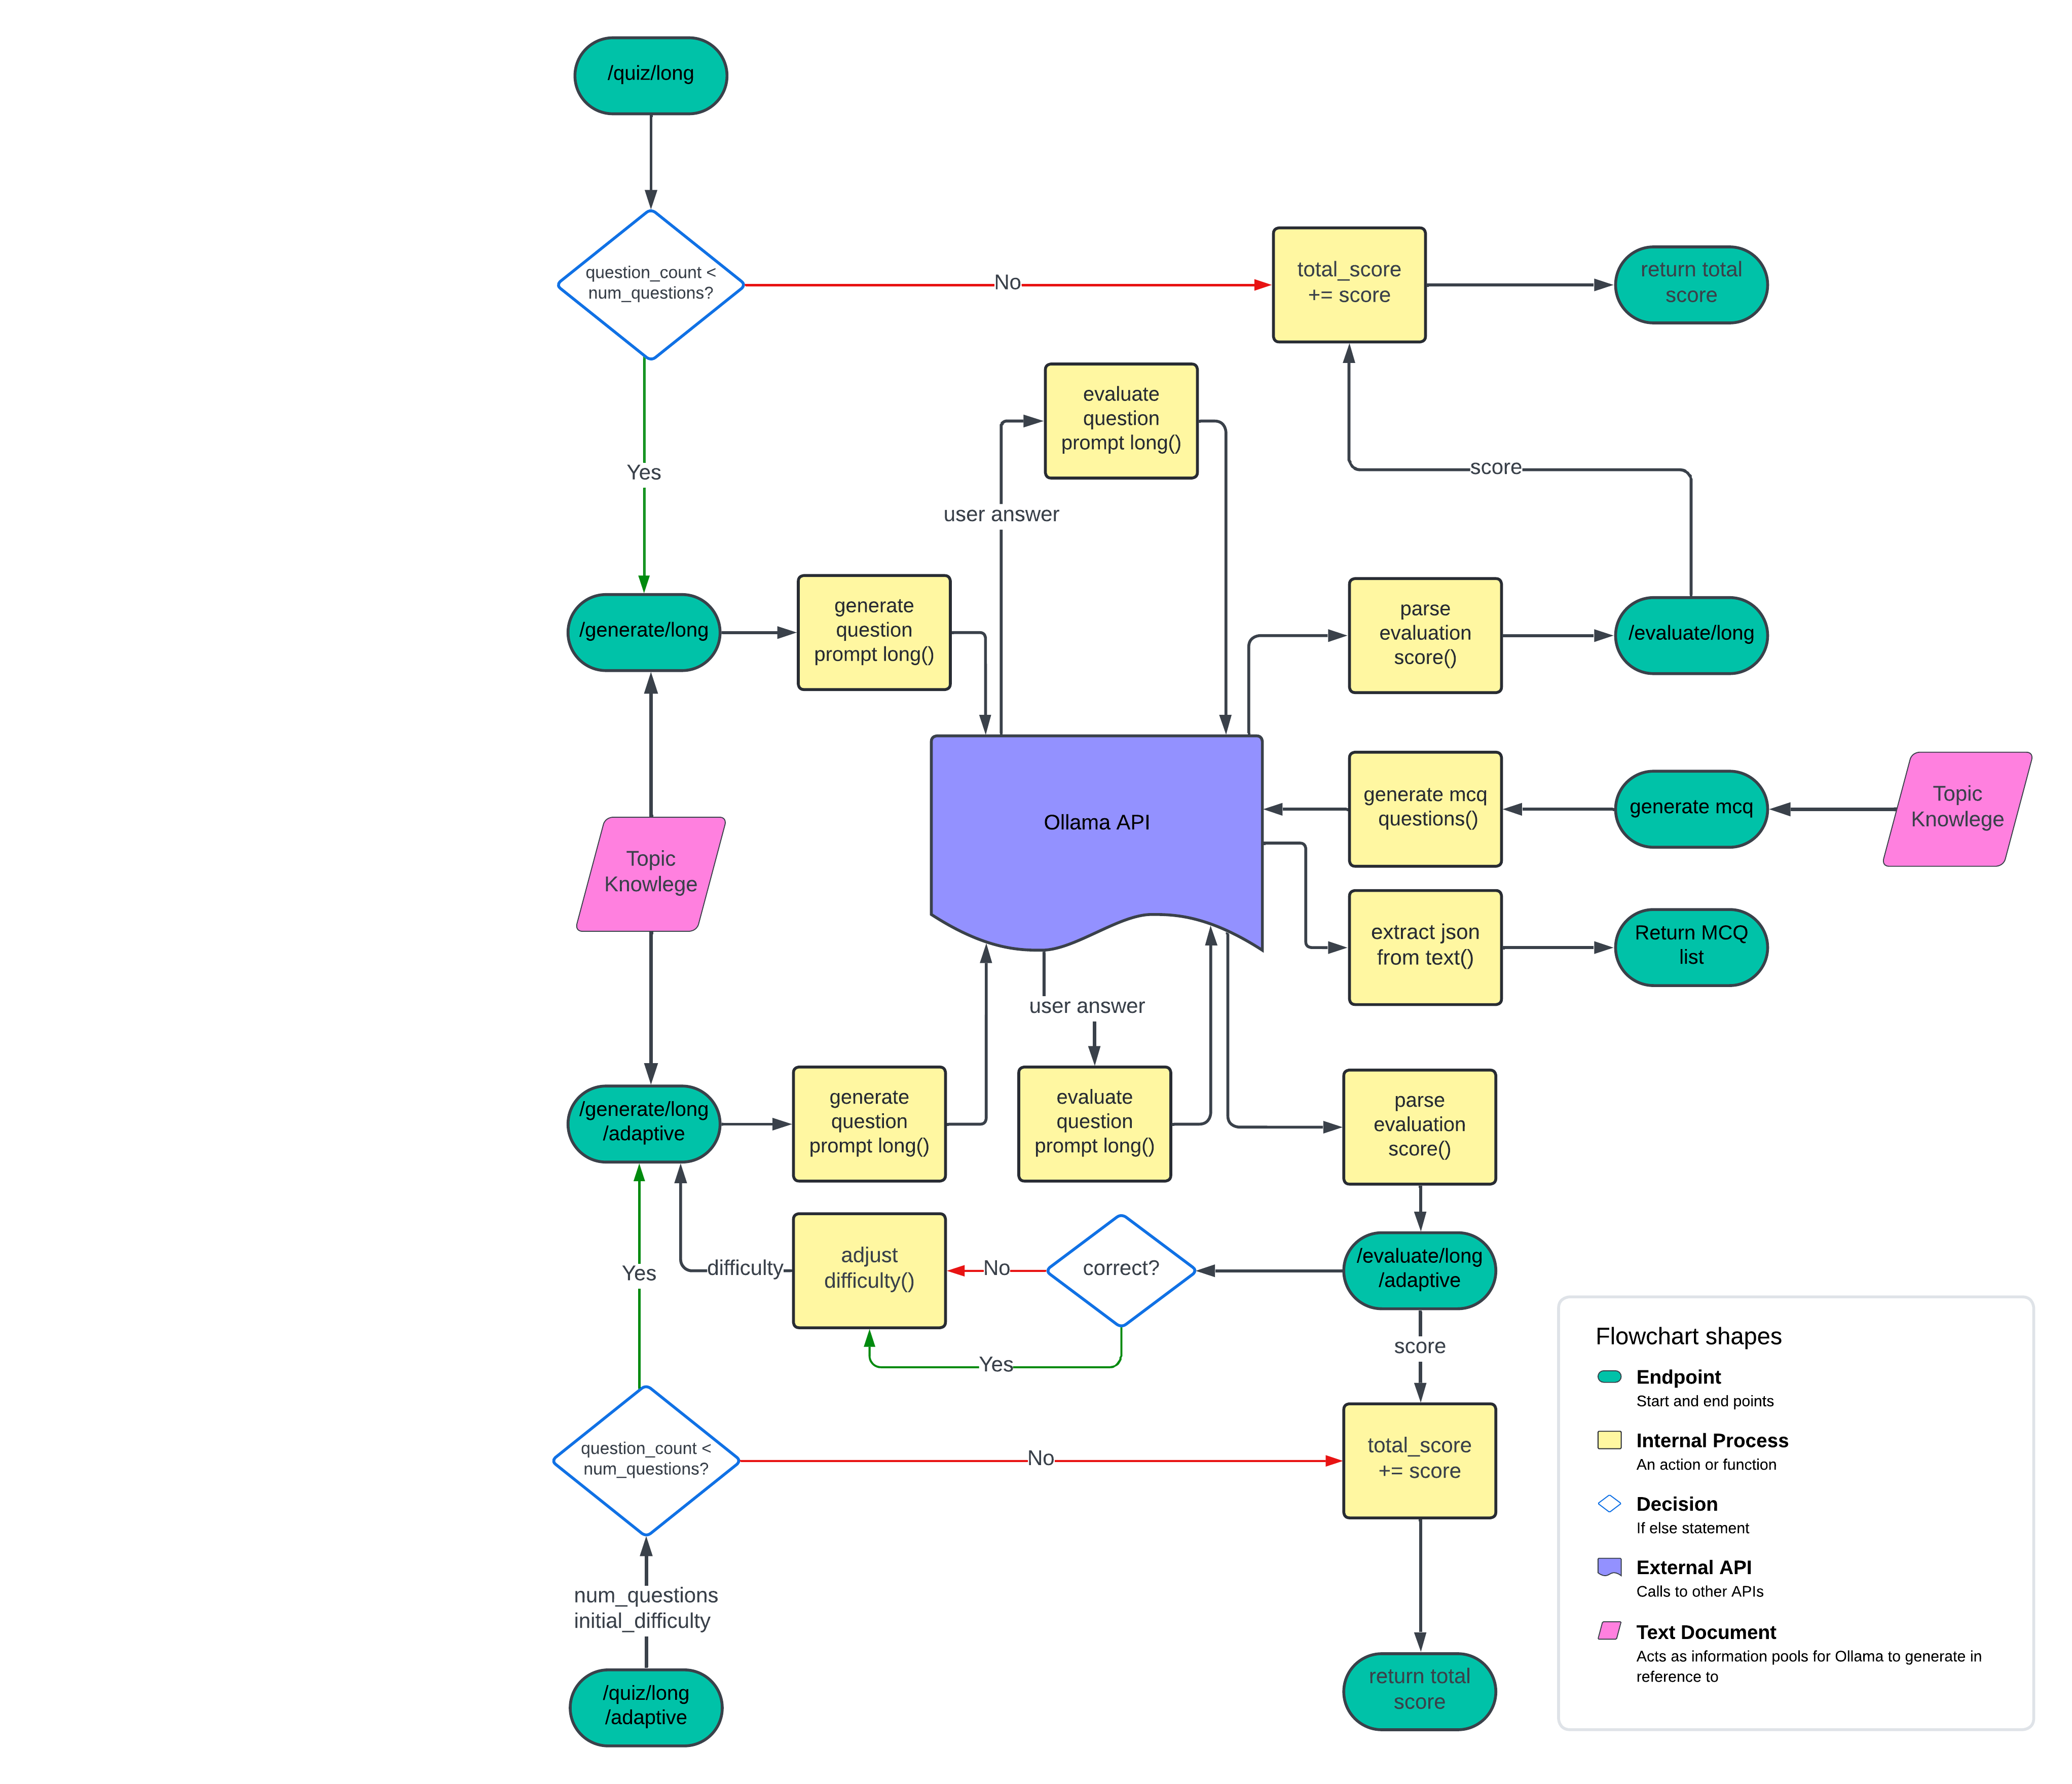 /quiz/long
question_count <
num_questions?
No
total_score
+= score
return total
score
evaluate
question
prompt long()
Yes
score
user answer
/generate/long
generate
question
prompt long()
parse
evaluation
score()
/evaluate/long
Ollama API
generate mcq
questions()
generate mcq
Topic
Knowlege
Topic
Knowlege
extract json
from text()
Return MCQ
list
user answer
/generate/long
/adaptive
generate
question
prompt long()
evaluate
question
prompt long()
parse
evaluation
score()
Yes
difficulty
adjust
difficulty()
No
correct?
/evaluate/long
/adaptive
Yes
score
question_count <
num_questions?
No
total_score
+= score
num_questions
initial_difficulty
/quiz/long
/adaptive
return total
score
Flowchart shapes
Endpoint
Start and end points
Internal Process
An action or function
Decision
If else statement
External API
Calls to other APIs
Text Document
Acts as information pools for Ollama to generate in
reference to